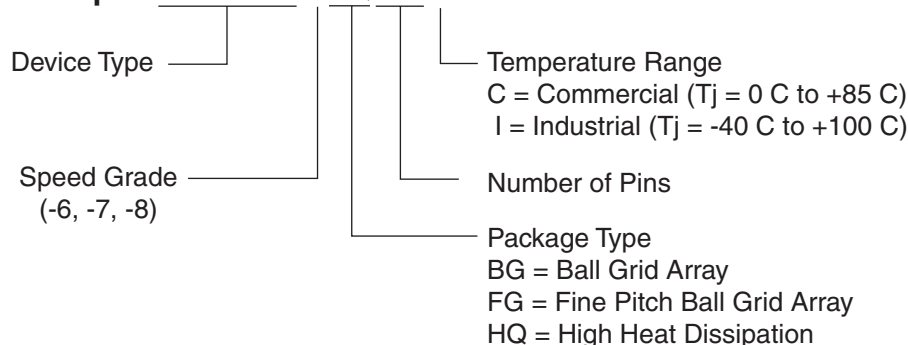 Device Type
Temperature Range
C = Commercial (Tj = 0 C to +85 C)
I = Industrial (Tj = -40 C to +100 C)
Speed Grade
(-6, -7, -8)
Number of Pins
Package Type
BG = Ball Grid Array
FG = Fine Pitch Ball Grid Array
HQ = High Heat Dissipation